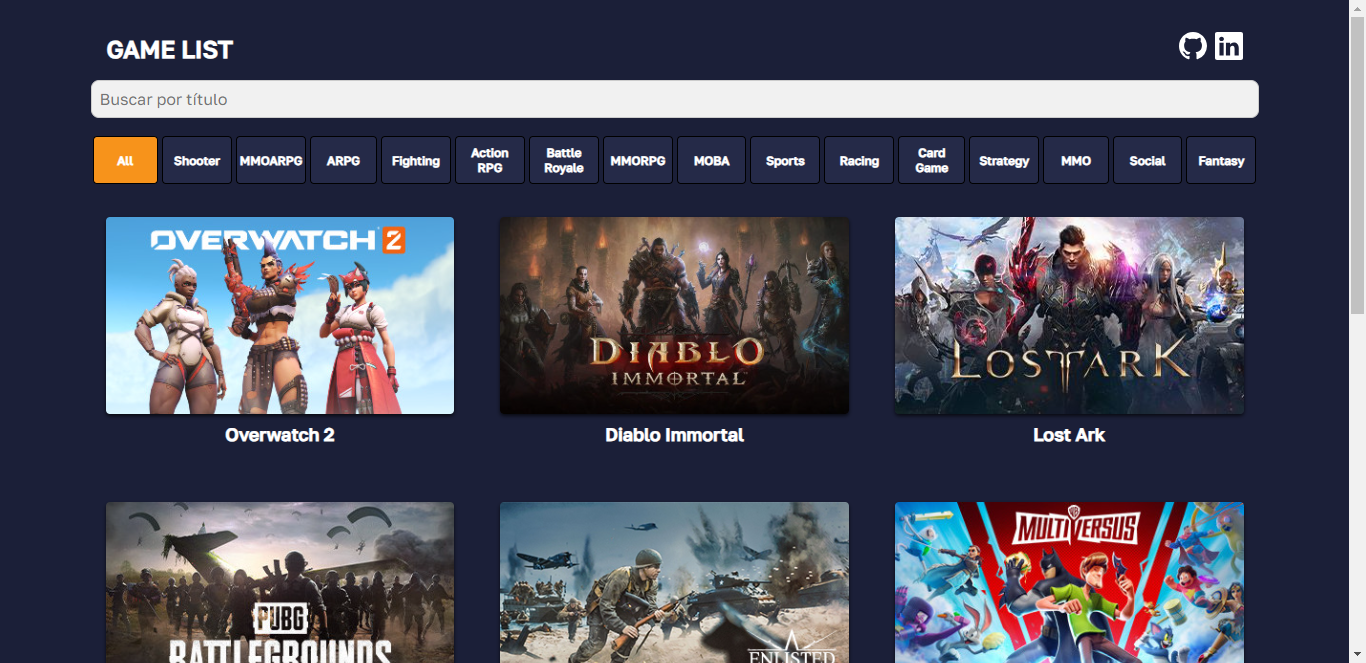 GAME LIST
in
Buscar por título
All Shooter MMOARPG ARPG Fighting Action RPG Battle Royale MMORPG MOBA Sports Racing Card Game Strategy MMO Social Fantasy
OVERWATCH 2
DIABLO
IMMORTAL
LOST ARK
Overwatch 2
Diablo Immortal
Lost Ark
PUBG
BATTLEGROUNDS
ENLISTED
MULTIVERSUS